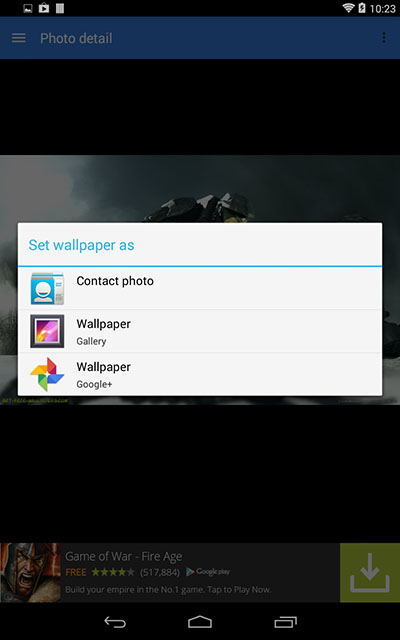 10:23
Photo detail
Set wallpaper as
Contact photo
Wallpaper
Gallery
Wallpaper
Google+
Game of War - Fire Age
FREE (517,884) Google play
Build your empire in the No.1 game. Tap to Play Now.